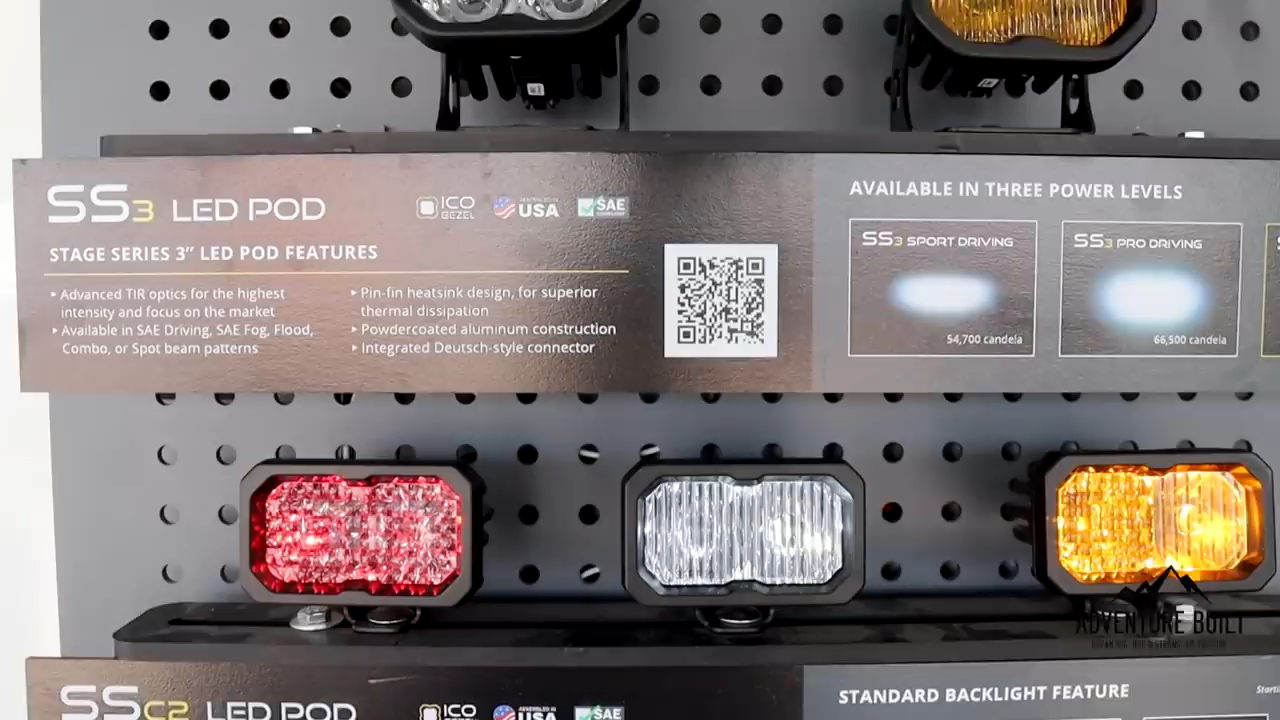 SS3 LED POD
ICO BEZEL
ASSEMBLED IN USA
SAE
STAGE SERIES 3" LED POD FEATURES
▸ Advanced TIR optics for the highest
intensity and focus on the market
▸ Available in SAE Driving, SAE Fog, Flood,
Combo, or Spot beam patterns
▸ Pin-fin heatsink design, for superior
thermal dissipation
▸ Powdercoated aluminum construction
▸ Integrated Deutsch-style connector
AVAILABLE IN THREE POWER LEVELS
SS3 SPORT DRIVING
54,700 candela
SS3 PRO DRIVING
66,500 candela
ADVENTURE BUILT
SSC2 LED POD
ICO
ASSEMBLED IN USA
SAE
STANDARD BACKLIGHT FEATURE